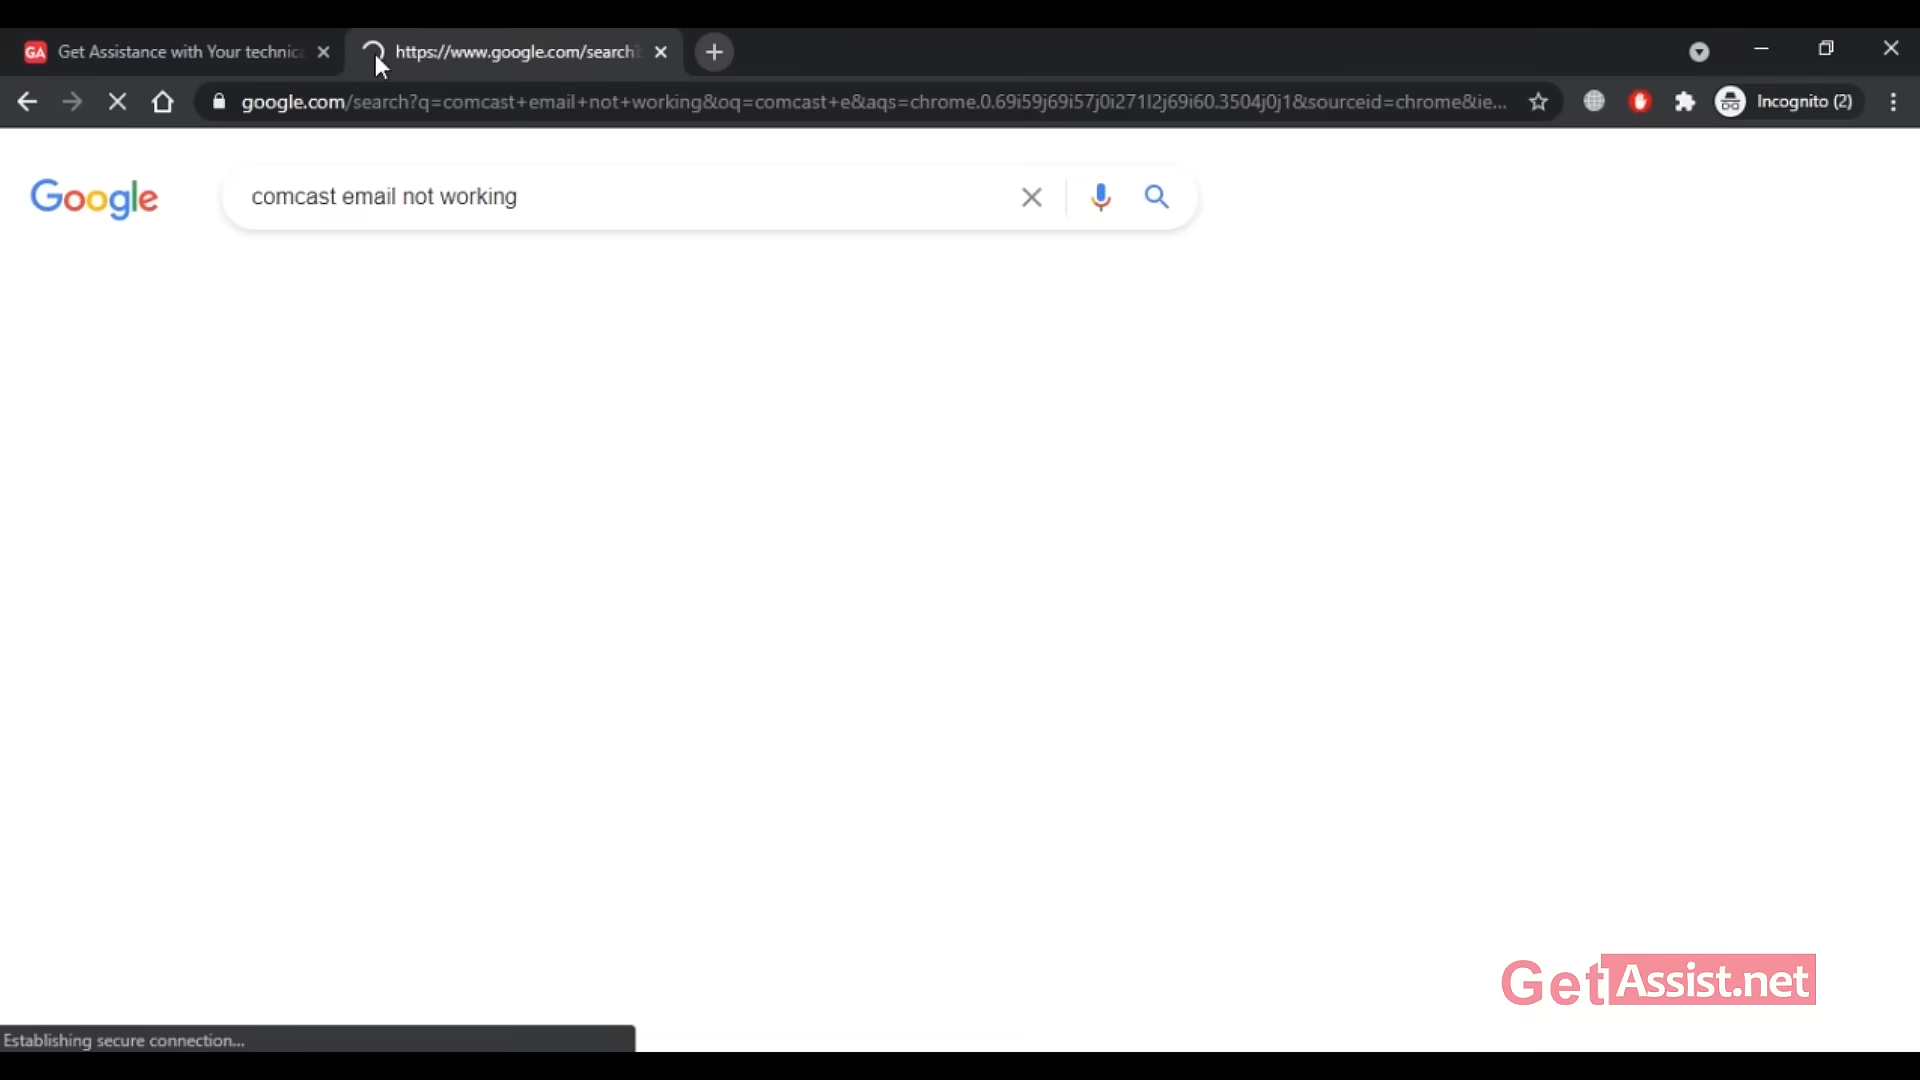 GA Get Assistance with Your technica
https://www.google.com/search?
google.com/search?q=comcast+email+not+working&oq=comcast+e&aqs=chrome.0.69i59j69i57j0i271l2j69i60.3504j0j1&sourceid=chrome&ie...
Incognito (2)
Google
comcast email not working
GetAssist.net
Establishing secure connection...